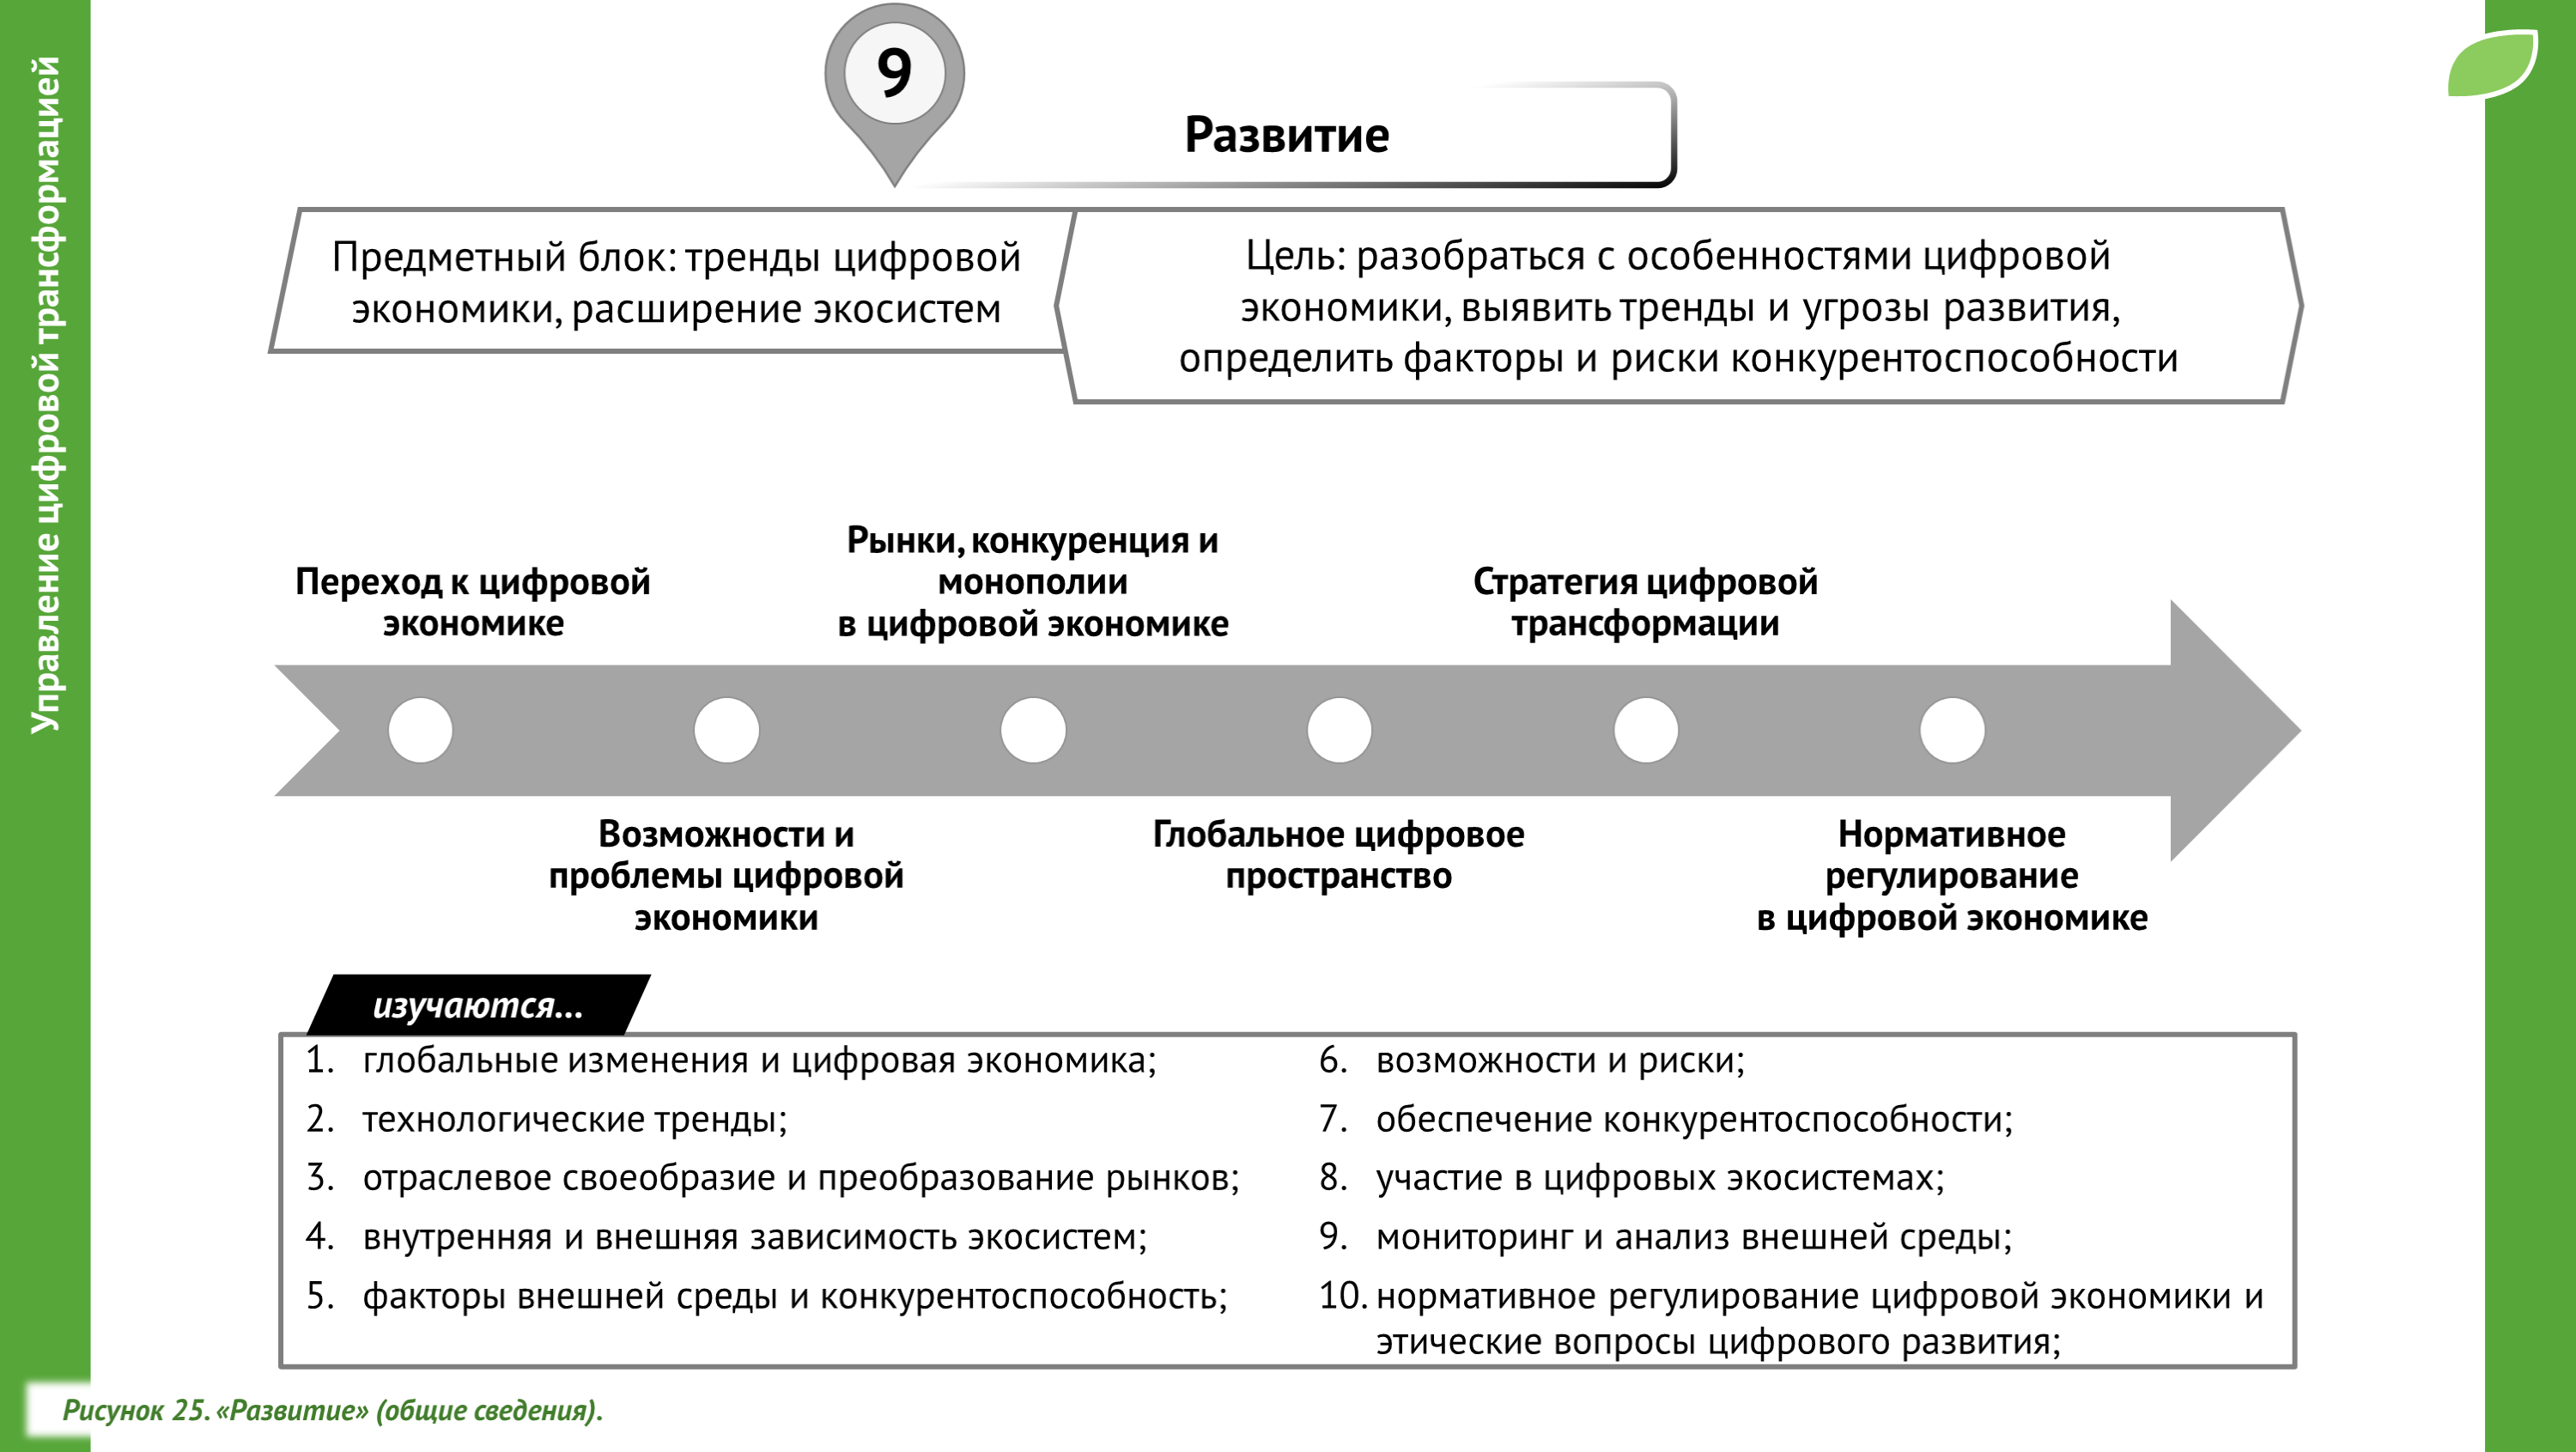 Управление цифровой трансформацией
9
Развитие
Предметный блок: тренды цифровой
экономики, расширение экосистем
Цель: разобраться с особенностями цифровой
экономики, выявить тренды и угрозы развития,
определить факторы и риски конкурентоспособности
Переход к цифровой
экономике
Рынки, конкуренция и
монополии
в цифровой экономике
Стратегия цифровой
трансформации
Возможности и
проблемы цифровой
экономики
Глобальное цифровое
пространство
Нормативное
регулирование
в цифровой экономике
изучаются...
1. глобальные изменения и цифровая экономика;
2. технологические тренды;
3. отраслевое своеобразие и преобразование рынков;
4. внутренняя и внешняя зависимость экосистем;
5. факторы внешней среды и конкурентоспособность;
6. возможности и риски;
7. обеспечение конкурентоспособности;
8. участие в цифровых экосистемах;
9. мониторинг и анализ внешней среды;
10. нормативное регулирование цифровой экономики и
этические вопросы цифрового развития;
Рисунок 25. «Развитие» (общие сведения).